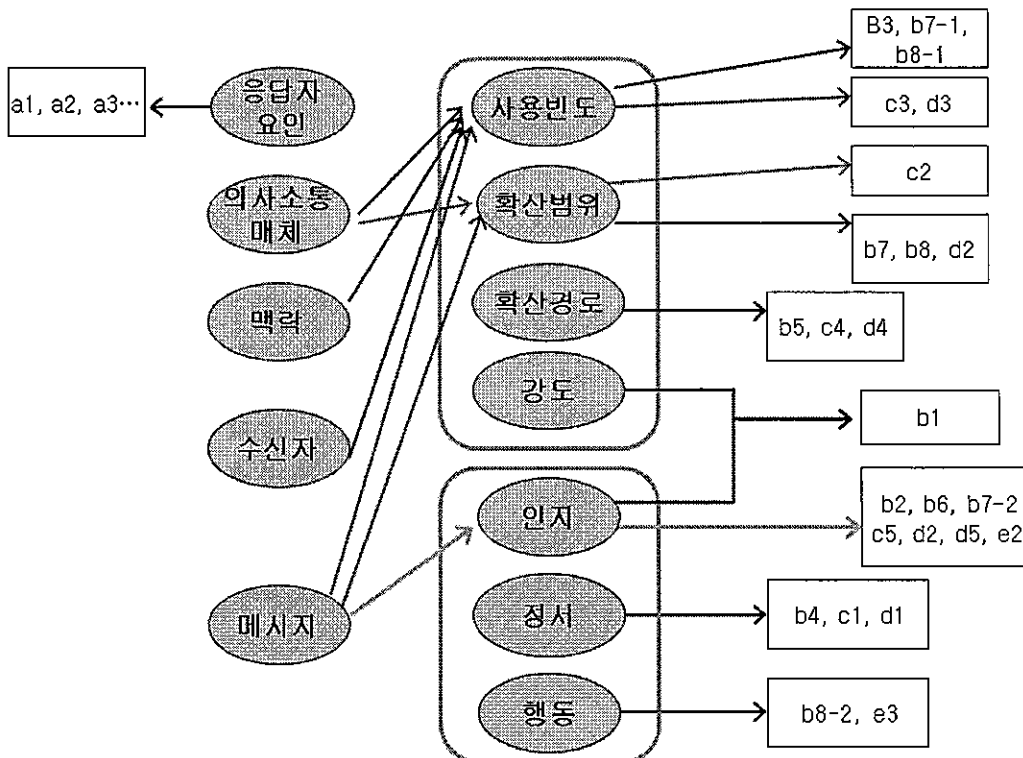 a1, a2, a3…
응답자
요인
의사소통
매체
맥락
수신자
메시지
사용빈도
확산범위
확산경로
강도
인지
정서
행동
B3, b7-1,
b8-1
c3, d3
c2
b7, b8, d2
b5, c4, d4
b1
b2, b6, b7-2
c5, d2, d5, e2
b4, c1, d1
b8-2, e3